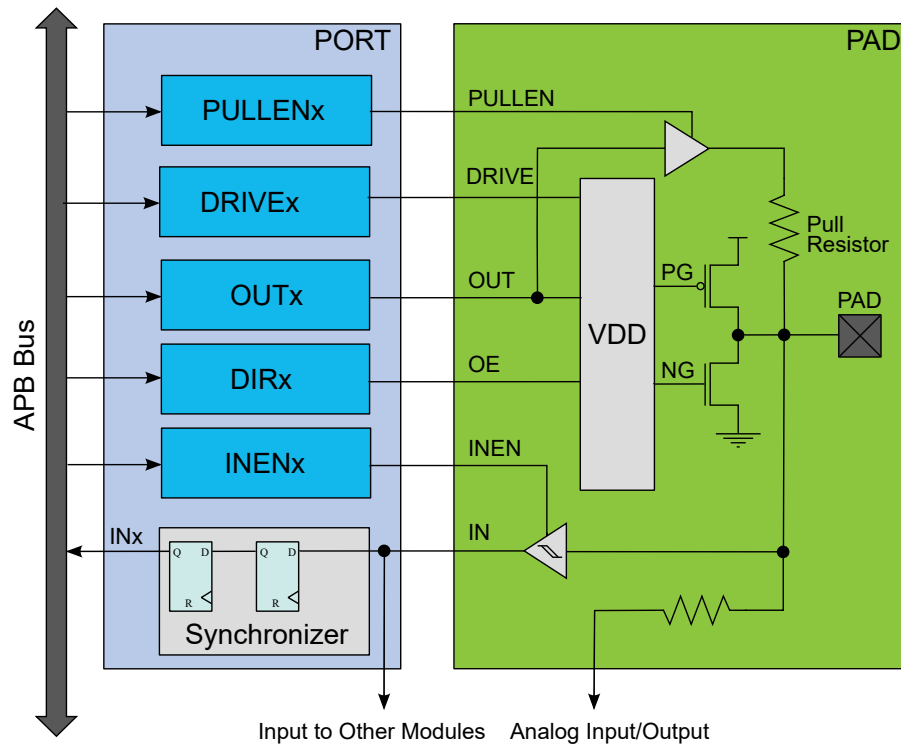 PORT
PAD
PULLENx
PULLEN
DRIVEx
DRIVE
Pull
Resistor
OUTx
OUT
PG
PAD
VDD
APB Bus
DIRx
OE
NG
INENx
INEN
INx
IN
Q D
Q D
R
R
Synchronizer
Input to Other Modules
Analog Input/Output